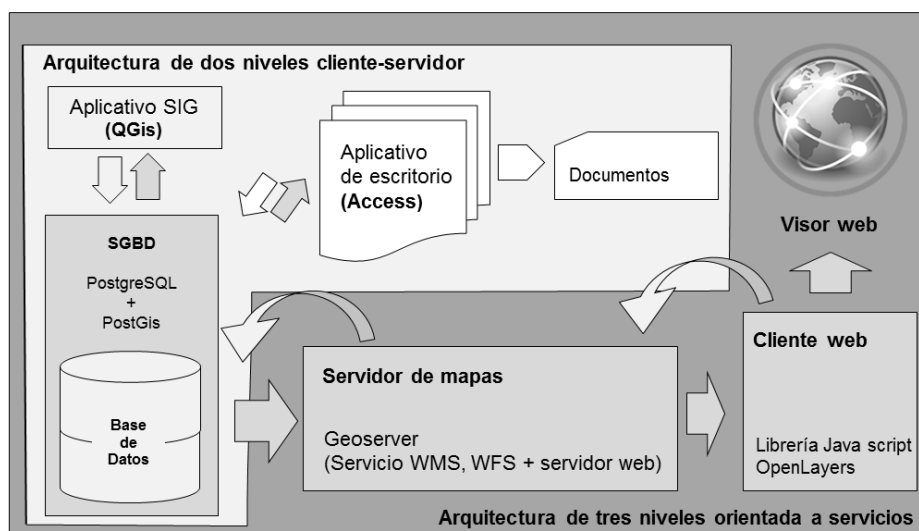 Arquitectura de dos niveles cliente-servidor
Aplicativo SIG
(QGis)
Aplicativo
de escritorio
(Access)
Documentos
Visor web
SGBD
PostgreSQL
+
PostGis
Base
de
Datos
Servidor de mapas
Geoserver
(Servicio WMS, WFS + servidor web)
Cliente web
Librería Java script
OpenLayers
Arquitectura de tres niveles orientada a servicios